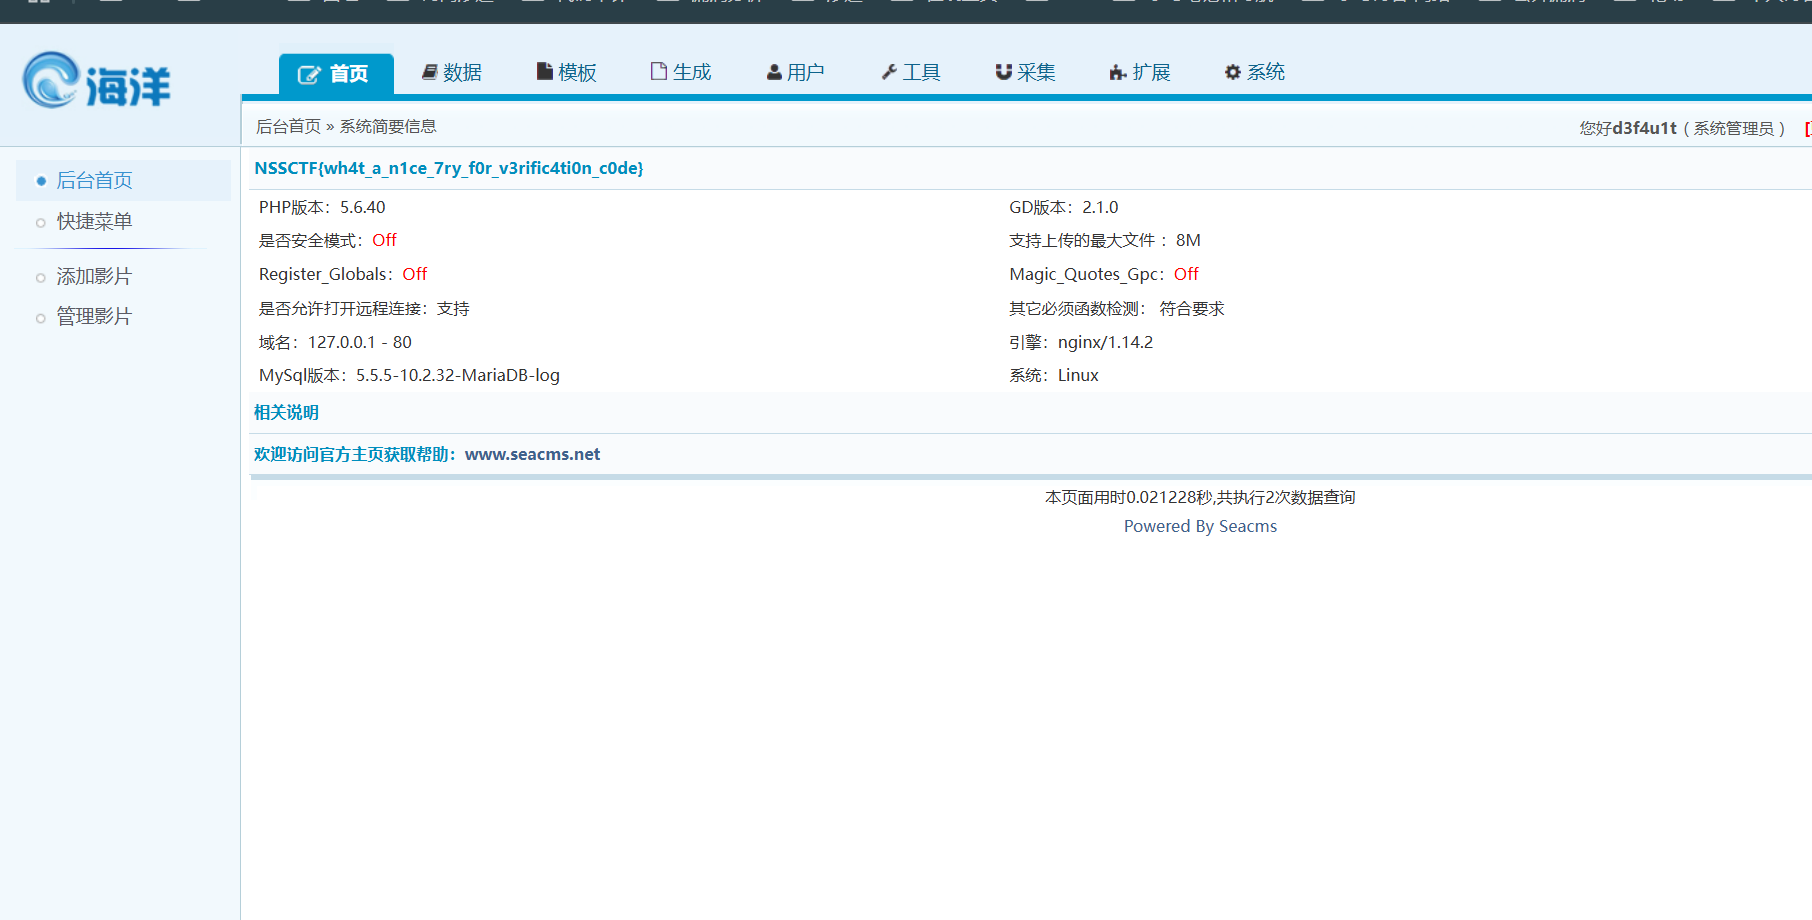 海洋
首页 数据 模板 生成 用户 工具 采集 扩展 系统
后台首页 » 系统简要信息
您好d3f4u1t（系统管理员）
后台首页
快捷菜单
添加影片
管理影片
NSSCTF{wh4t_a_n1ce_7ry_f0r_v3rific4ti0n_c0de}
PHP版本：5.6.40 GD版本：2.1.0
是否安全模式：Off 支持上传的最大文件：8M
Register_Globals：Off Magic_Quotes_Gpc：Off
是否允许打开远程连接：支持 其它必须函数检测： 符合要求
域名：127.0.0.1 - 80 引擎：nginx/1.14.2
MySql版本：5.5.5-10.2.32-MariaDB-log 系统：Linux
相关说明
欢迎访问官方主页获取帮助：www.seacms.net
本页面用时0.021228秒,共执行2次数据查询
Powered By Seacms